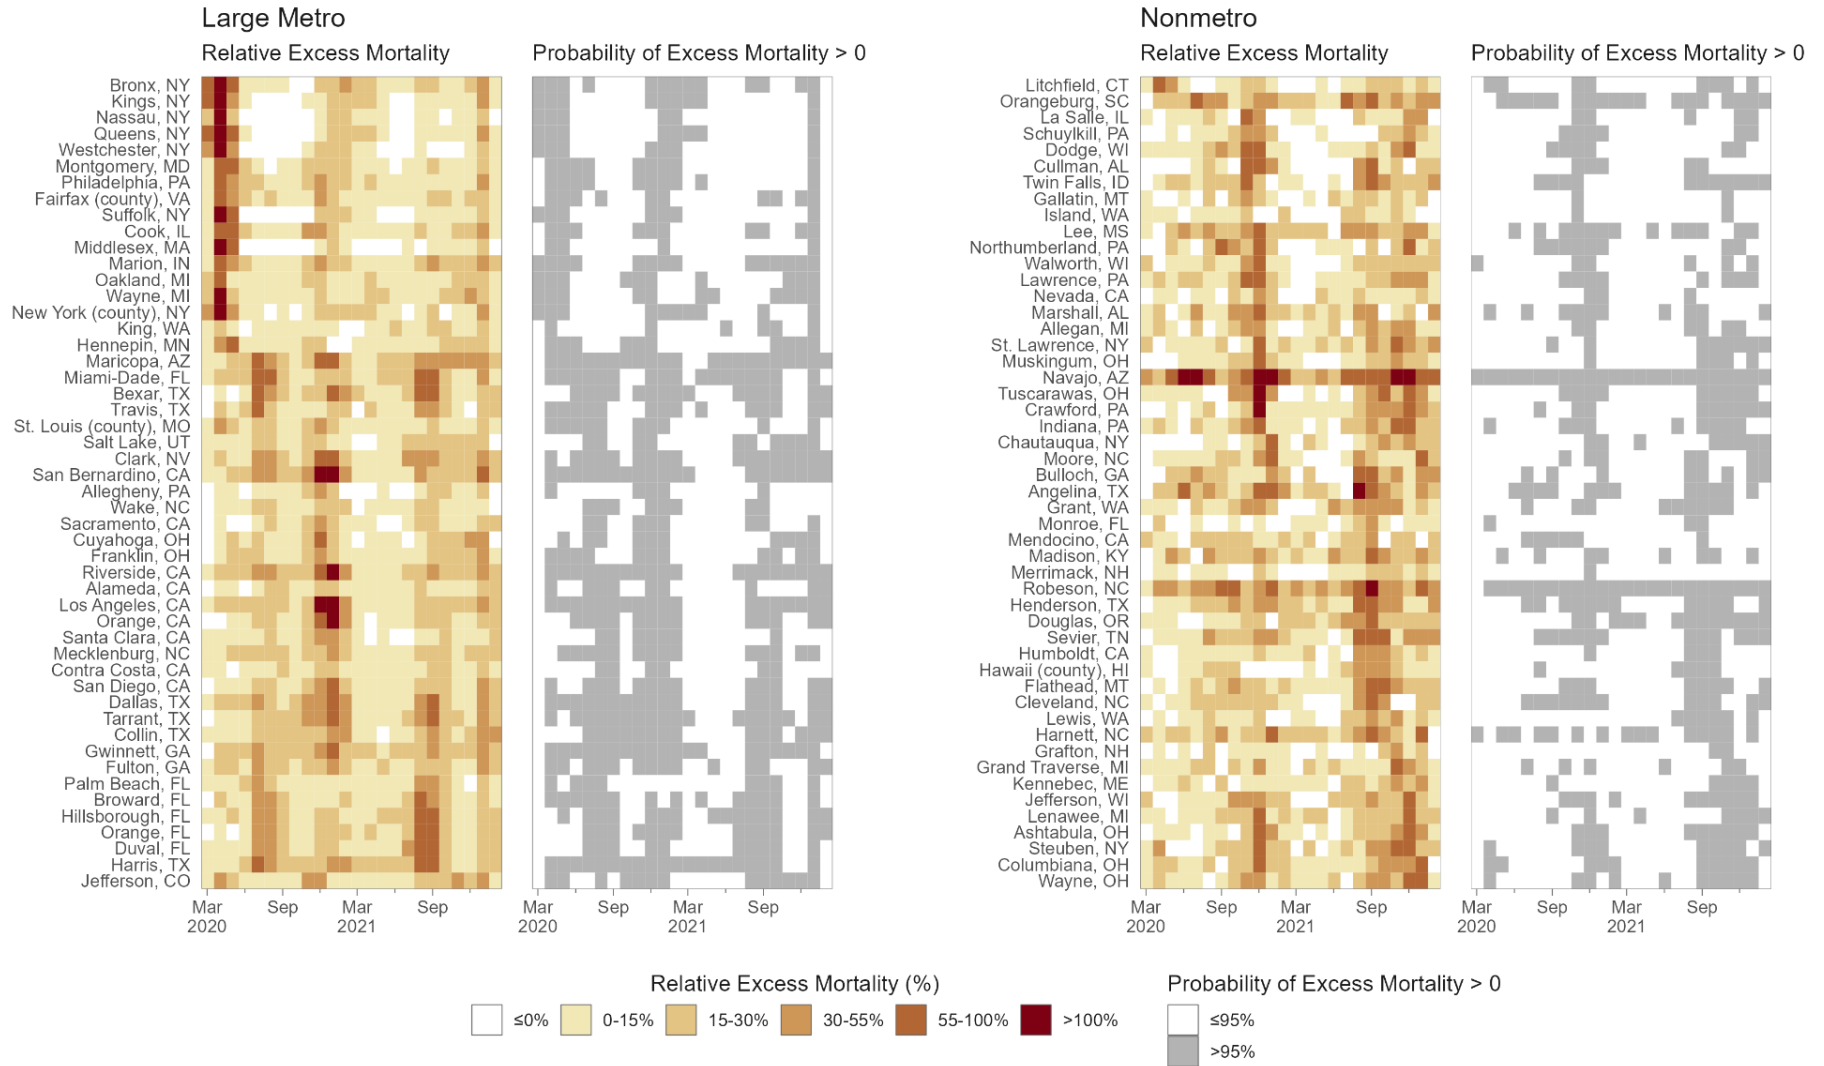 Large Metro
Relative Excess Mortality
Probability of Excess Mortality > 0
Bronx, NY
Kings, NY
Nassau, NY
Queens, NY
Westchester, NY
Montgomery, MD
Philadelphia, PA
Fairfax (county), VA
Suffolk, NY
Cook, IL
Middlesex, MA
Marion, IN
Oakland, MI
Wayne, MI
New York (county), NY
King, WA
Hennepin, MN
Maricopa, AZ
Miami-Dade, FL
Bexar, TX
Travis, TX
St. Louis (county), MO
Salt Lake, UT
Clark, NV
San Bernardino, CA
Allegheny, PA
Wake, NC
Sacramento, CA
Cuyahoga, OH
Franklin, OH
Riverside, CA
Alameda, CA
Los Angeles, CA
Orange, CA
Santa Clara, CA
Mecklenburg, NC
Contra Costa, CA
San Diego, CA
Dallas, TX
Tarrant, TX
Collin, TX
Gwinnett, GA
Fulton, GA
Palm Beach, FL
Broward, FL
Hillsborough, FL
Orange, FL
Duval, FL
Harris, TX
Jefferson, CO
Mar Sep Mar Sep
2020 2021
Mar Sep Mar Sep
2020 2021
Nonmetro
Relative Excess Mortality
Probability of Excess Mortality > 0
Litchfield, CT
Orangeburg, SC
La Salle, IL
Schuylkill, PA
Dodge, WI
Cullman, AL
Twin Falls, ID
Gallatin, MT
Island, WA
Lee, MS
Northumberland, PA
Walworth, WI
Lawrence, PA
Nevada, CA
Marshall, AL
Allegan, MI
St. Lawrence, NY
Muskingum, OH
Navajo, AZ
Tuscarawas, OH
Crawford, PA
Indiana, PA
Chautauqua, NY
Moore, NC
Bulloch, GA
Angelina, TX
Grant, WA
Monroe, FL
Mendocino, CA
Madison, KY
Merrimack, NH
Robeson, NC
Henderson, TX
Douglas, OR
Sevier, TN
Humboldt, CA
Hawaii (county), HI
Flathead, MT
Cleveland, NC
Lewis, WA
Harnett, NC
Grafton, NH
Grand Traverse, MI
Kennebec, ME
Jefferson, WI
Lenawee, MI
Ashtabula, OH
Steuben, NY
Columbiana, OH
Wayne, OH
Mar Sep Mar Sep
2020 2021
Mar Sep Mar Sep
2020 2021
Relative Excess Mortality (%)
≤0% 0-15% 15-30% 30-55% 55-100% >100%
Probability of Excess Mortality > 0
≤95%
>95%